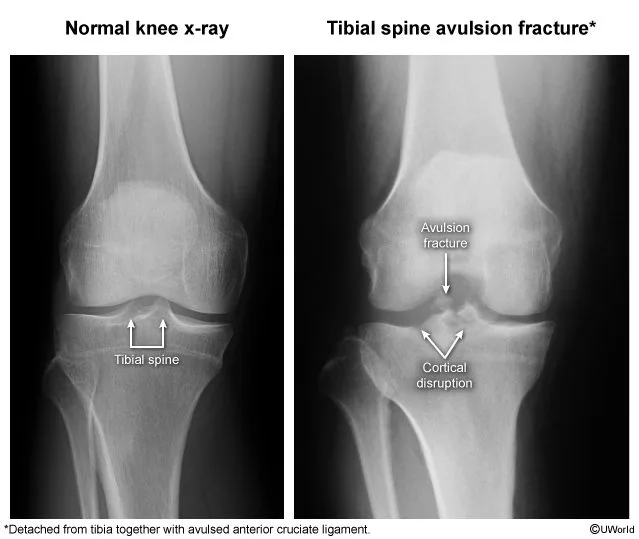 Normal knee x-ray
Tibial spine avulsion fracture*
Avulsion
fracture
Tibial spine
Cortical
disruption
*Detached from tibia together with avulsed anterior cruciate ligament.
©UWorld